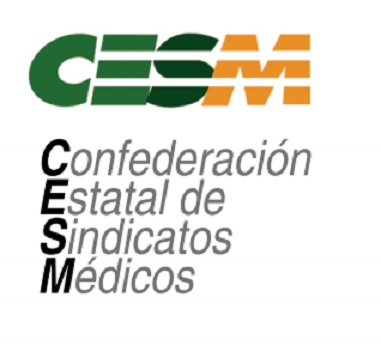 CESM
Confederación
Estatal de
Sindicatos
Médicos